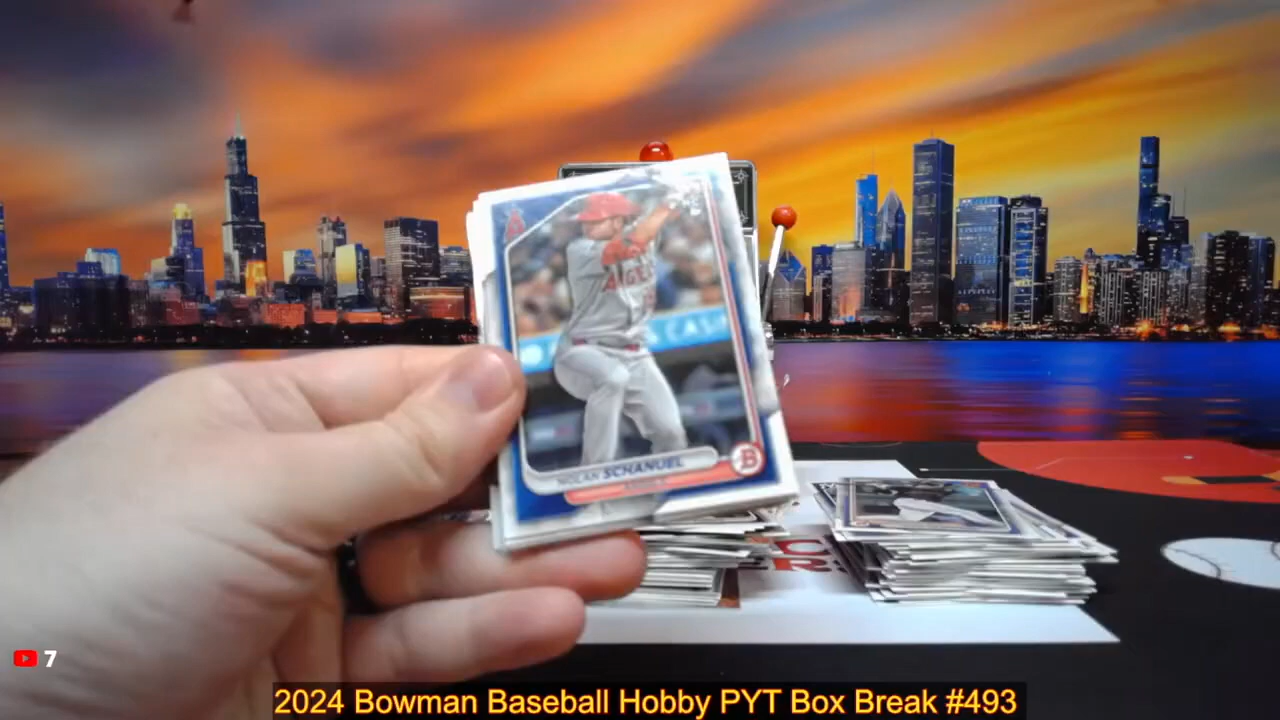 ANGELS
NOLAN SCHANUEL
B
7
2024 Bowman Baseball Hobby PYT Box Break #493